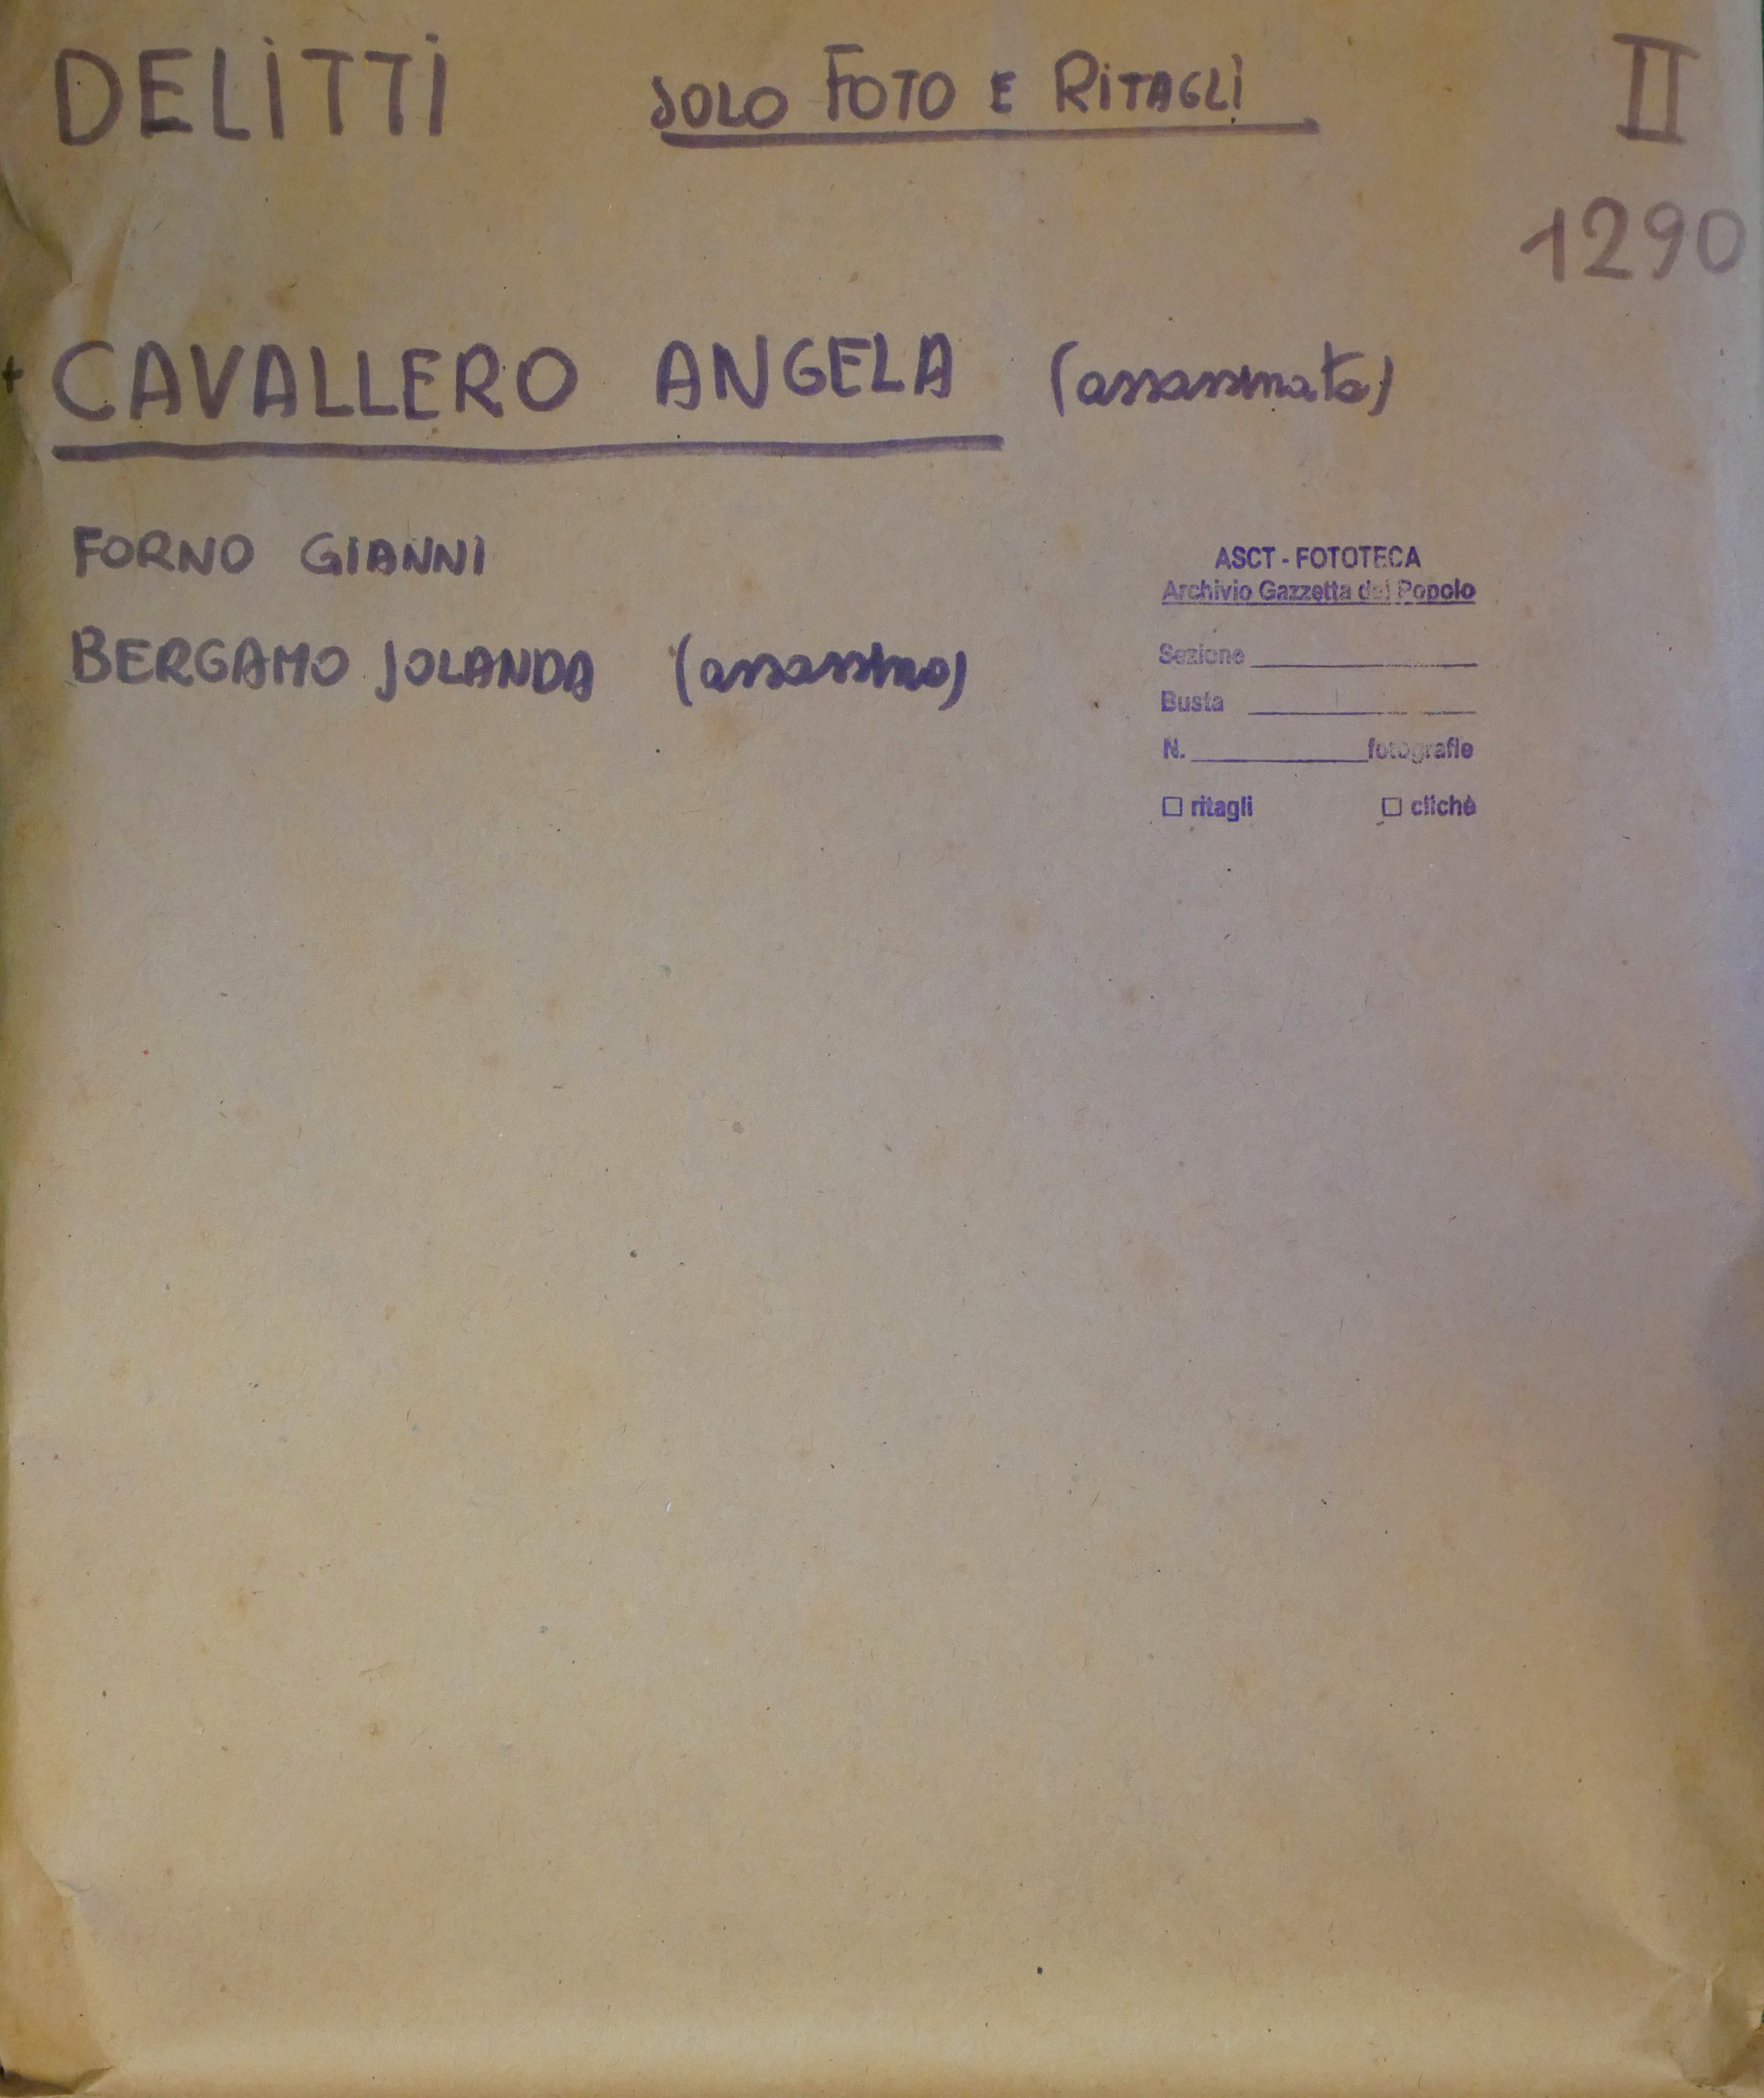 DELITTI SOLO FOTO E RITAGLI II
1290
+ CAVALLERO ANGELA (assassinata)
FORNO GIANNI
BERGAMO JOLANDA (assassina)
ASCT - FOTOTECA
Archivio Gazzetta del Popolo
Sezione
Busta
N. fotografie
ritagli clichè